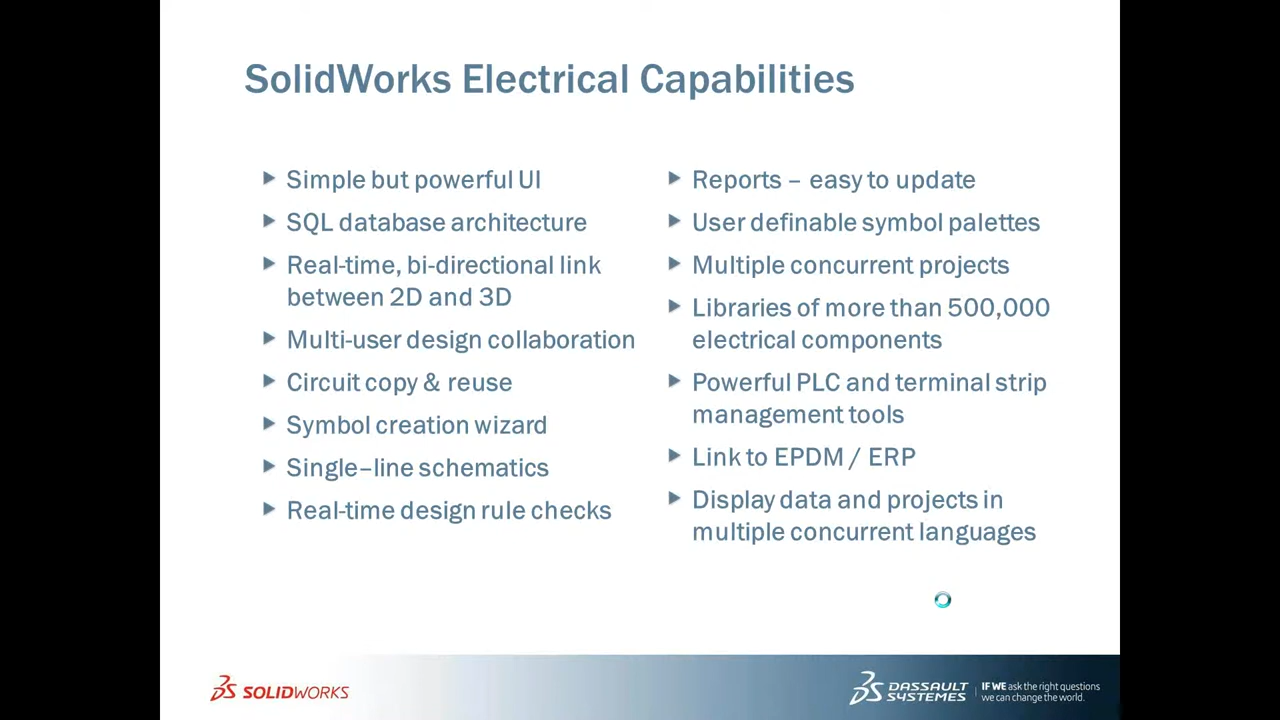 SolidWorks Electrical Capabilities
Simple but powerful UI
SQL database architecture
Real-time, bi-directional link
between 2D and 3D
Multi-user design collaboration
Circuit copy & reuse
Symbol creation wizard
Single–line schematics
Real-time design rule checks
Reports – easy to update
User definable symbol palettes
Multiple concurrent projects
Libraries of more than 500,000
electrical components
Powerful PLC and terminal strip
management tools
Link to EPDM / ERP
Display data and projects in
multiple concurrent languages
SOLIDWORKS
DASSAULT
SYSTEMES
IF WE ask the right questions
we can change the world.